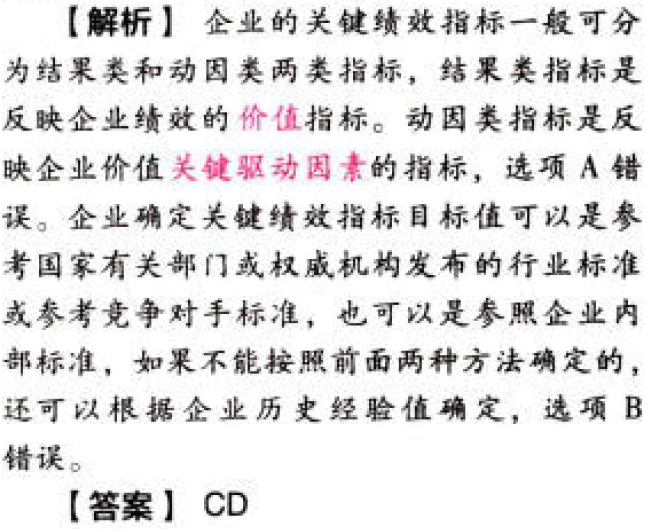 【解析】 企业的关键绩效指标一般可分
为结果类和动因类两类指标，结果类指标是
反映企业绩效的价值指标。动因类指标是反
映企业价值关键驱动因素的指标，选项 A 错
误。企业确定关键绩效指标目标值可以是参
考国家有关部门或权威机构发布的行业标准
或参考竞争对手标准，也可以是参照企业内
部标准，如果不能按照前面两种方法确定的，
还可以根据企业历史经验值确定，选项 B
错误。
【答案】 CD